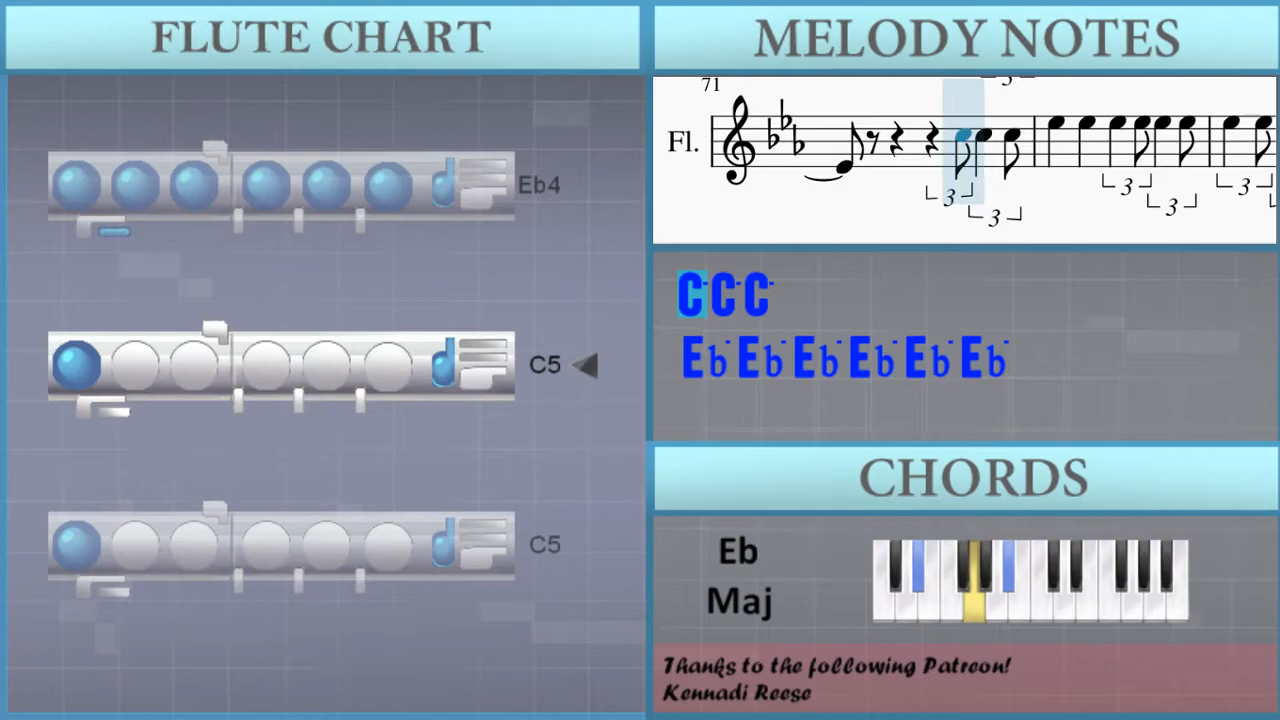 FLUTE CHART
Eb4
C5
C5
MELODY NOTES
71
3
Fl.
3
3
3
3
3
C· C· C·
Eb· Eb· Eb· Eb· Eb· Eb·
CHORDS
Eb
Maj
Thanks to the following Patreon!
Kennadi Reese